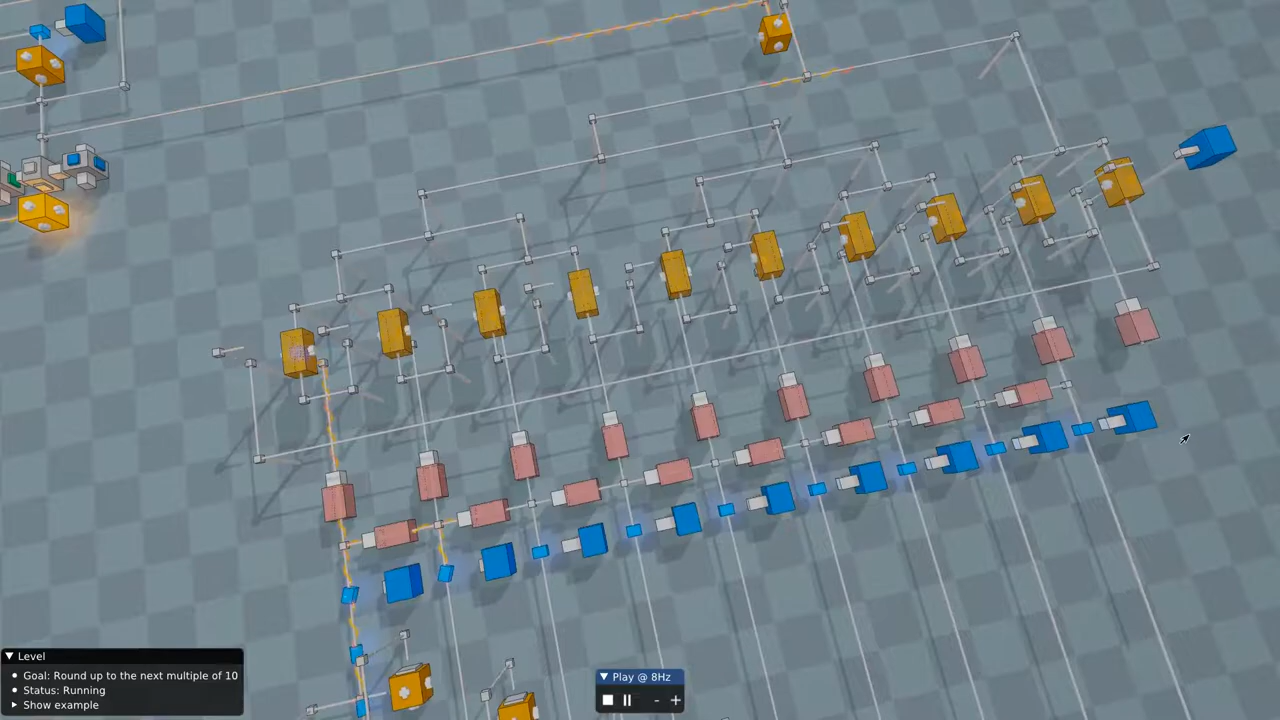 Level
Goal: Round up to the next multiple of 10
Status: Running
Show example
Play @ 8Hz
- +